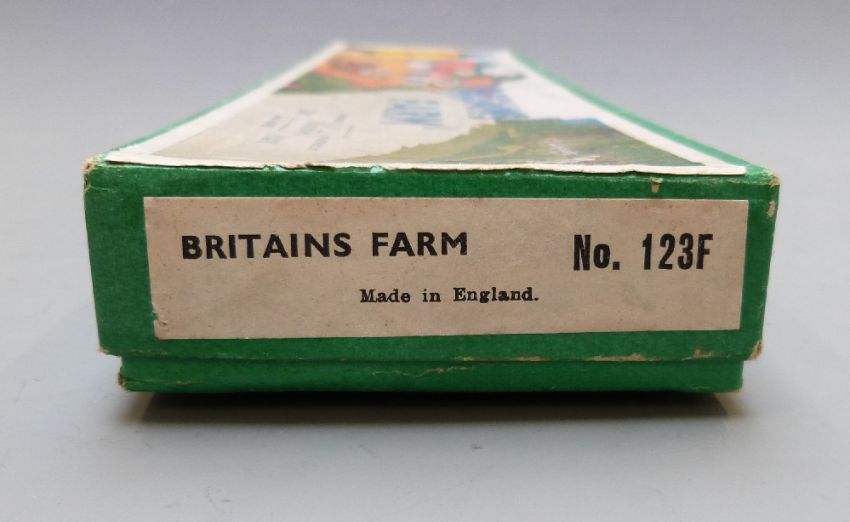 BRITAINS FARM No. 123F
Made in England.